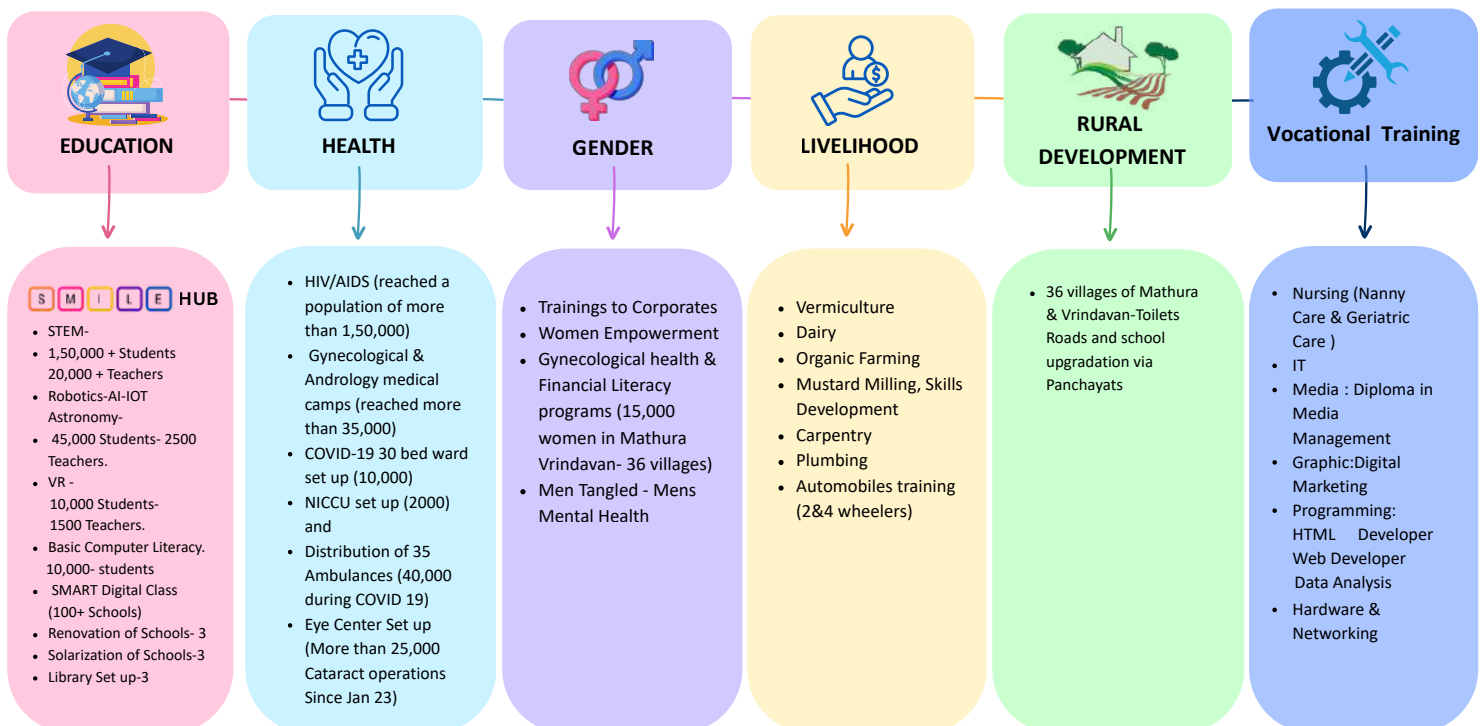 EDUCATION
HEALTH
GENDER
LIVELIHOOD
RURAL
DEVELOPMENT
Vocational Training
SMILE HUB
• STEM-
• 1,50,000 + Students
20,000 + Teachers
• Robotics-AI-IOT
Astronomy-
• 45,000 Students- 2500
Teachers.
• VR -
10,000 Students-
1500 Teachers.
• Basic Computer Literacy.
10,000- students
• SMART Digital Class
(100+ Schools)
• Renovation of Schools- 3
• Solarization of Schools-3
• Library Set up-3
• HIV/AIDS (reached a
population of more
than 1,50,000)
• Gynecological &
Andrology medical
camps (reached more
than 35,000)
• COVID-19 30 bed ward
set up (10,000)
• NICCU set up (2000)
and
• Distribution of 35
Ambulances (40,000
during COVID 19)
• Eye Center Set up
(More than 25,000
Cataract operations
Since Jan 23)
• Trainings to Corporates
• Women Empowerment
• Gynecological health &
Financial Literacy
programs (15,000
women in Mathura
Vrindavan- 36 villages)
• Men Tangled - Mens
Mental Health
• Vermiculture
• Dairy
• Organic Farming
• Mustard Milling, Skills
Development
• Carpentry
• Plumbing
• Automobiles training
(2&4 wheelers)
• 36 villages of Mathura
& Vrindavan-Toilets
Roads and school
upgradation via
Panchayats
• Nursing (Nanny
Care & Geriatric
Care )
• IT
• Media : Diploma in
Media
Management
• Graphic:Digital
Marketing
• Programming:
HTML Developer
Web Developer
Data Analysis
• Hardware &
Networking